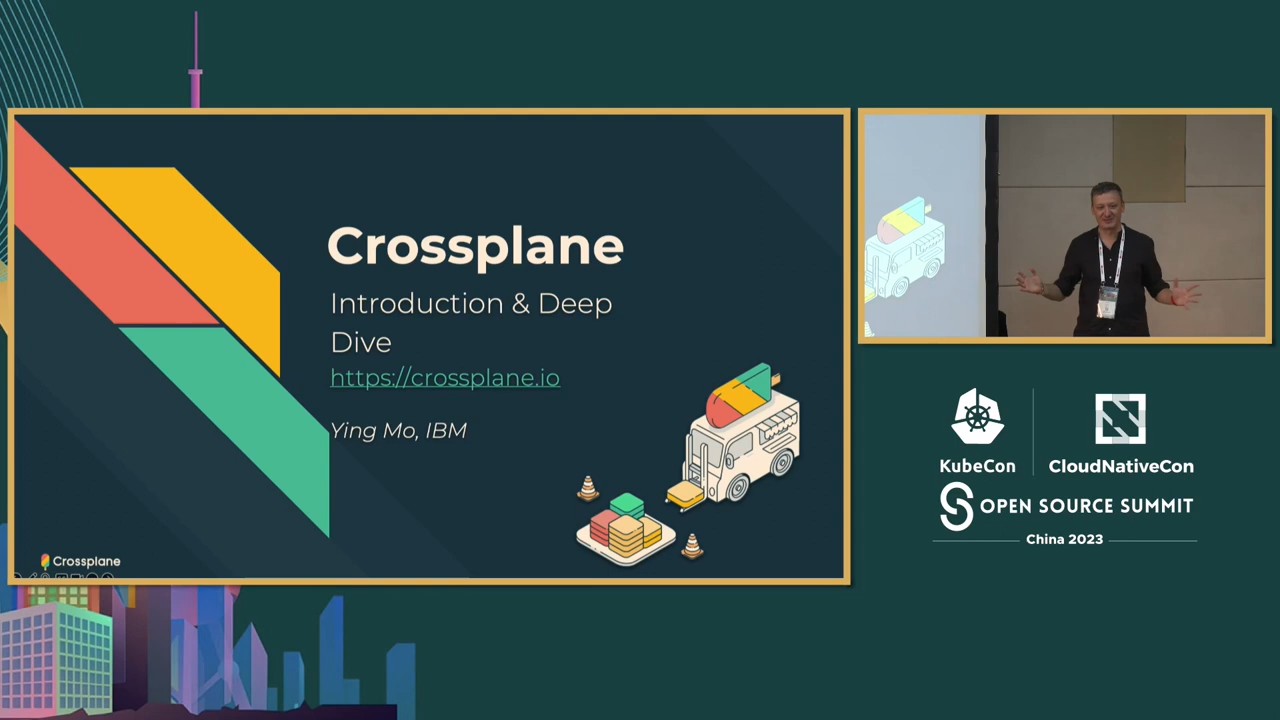 Crossplane
Introduction & Deep
Dive
https://crossplane.io
Ying Mo, IBM
Crossplane
KubeCon
CloudNativeCon
OPEN SOURCE SUMMIT
China 2023